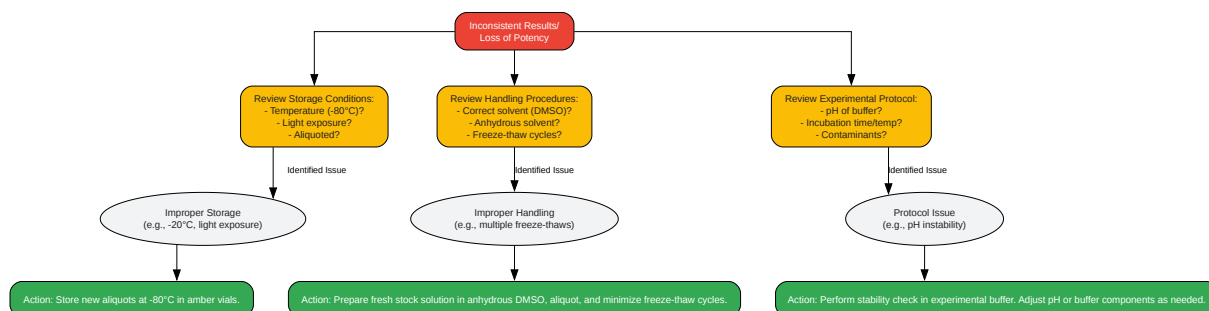 Inconsistent Results/
Loss of Potency
Review Storage Conditions:
- Temperature (-80°C)?
- Light exposure?
- Aliquoted?
Review Handling Procedures:
- Correct solvent (DMSO)?
- Anhydrous solvent?
- Freeze-thaw cycles?
Review Experimental Protocol:
- pH of buffer?
- Incubation time/temp?
- Contaminants?
Identified Issue
Identified Issue
Identified Issue
Improper Storage
(e.g., -20°C, light exposure)
Improper Handling
(e.g., multiple freeze-thaws)
Protocol Issue
(e.g., pH instability)
Action: Store new aliquots at -80°C in amber vials.
Action: Prepare fresh stock solution in anhydrous DMSO, aliquot, and minimize freeze-thaw cycles.
Action: Perform stability check in experimental buffer. Adjust pH or buffer components as needed.